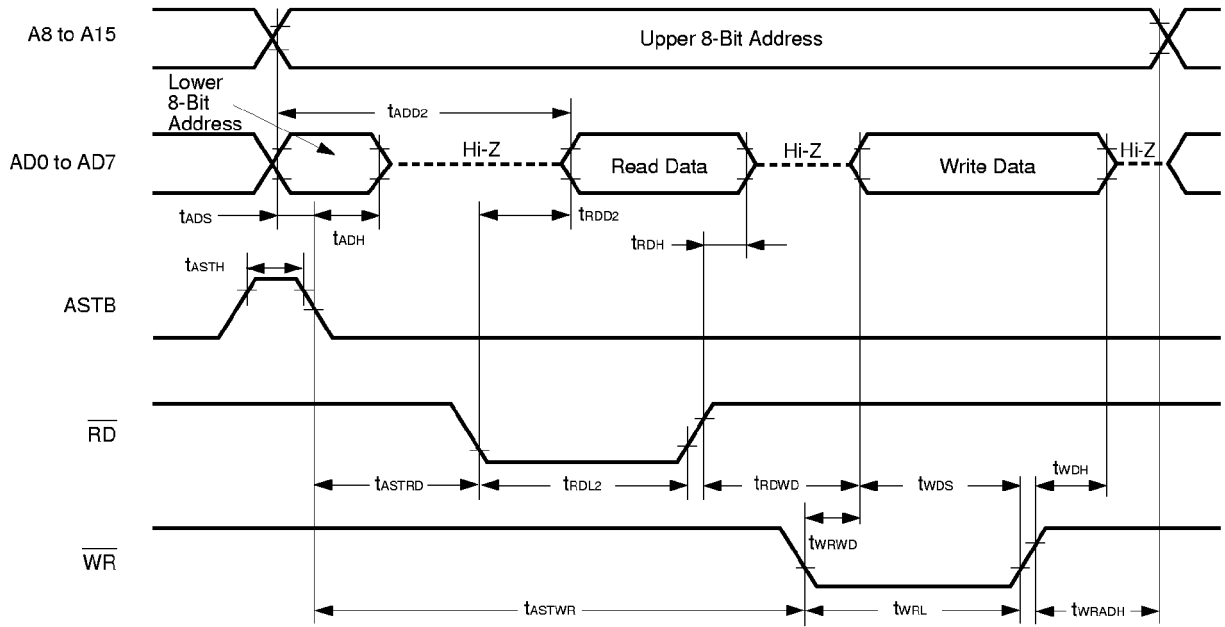 A8 to A15
Upper 8-Bit Address
Lower
8-Bit
Address
tADD2
AD0 to AD7
Hi-Z
Read Data
Hi-Z
Write Data
Hi-Z
tADS
tADH
tRDD2
tRDH
tASTH
ASTB
RD
tASTRD
tRDL2
tRDWD
tWDS
tWDH
WR
tWRWD
tASTWR
tWRL
tWRADH